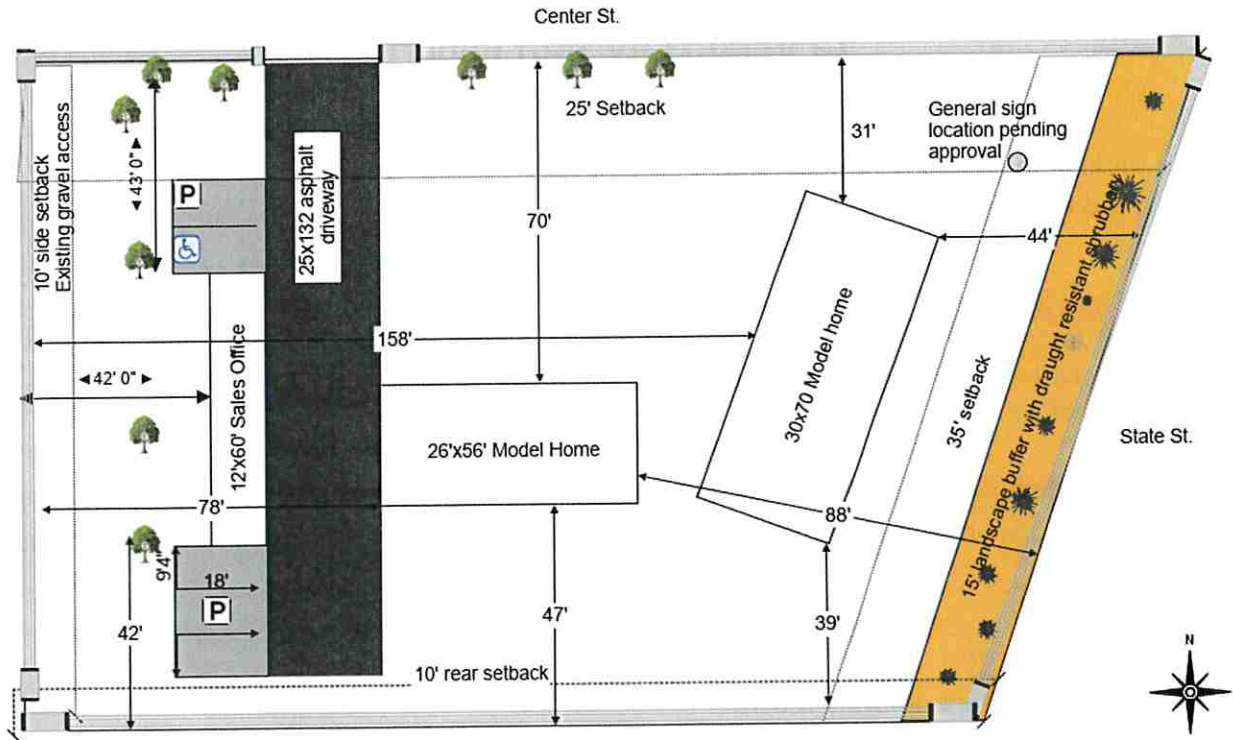 Center St.
25' Setback
31'
General sign
location pending
approval
10' side setback
Existing gravel access
◄ 43' 0" ►
P
25x132 asphalt
driveway
70'
44'
158'
◄ 42' 0" ►
12'x60' Sales Office
26'x56' Model Home
30x70 Model home
35' setback
15' landscape buffer with draught resistant shrubbery
State St.
78'
88'
9'4"
18'
P
42'
47'
39'
10' rear setback
N